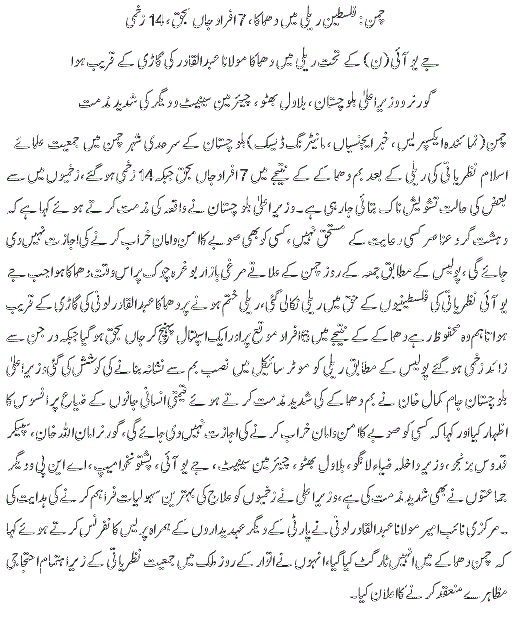 چمن: فلسطین ریلی میں دھماکا، 7 افراد جاں بحق، 14 زخمی
جے یو آئی (ن) کے تحت ریلی میں دھماکا مولانا عبدالقادر کی گاڑی کے قریب ہوا
گورنر و وزیراعلیٰ بلوچستان، بلاول بھٹو، چیئرمین سینیٹ و دیگر کی شدید مذمت
چمن (نمائندہ ایکسپریس، خبر ایجنسیاں، مانیٹرنگ ڈیسک) بلوچستان کے سرحدی شہر چمن میں جمعیت علمائے
اسلام نظریاتی کی ریلی کے بعد بم دھماکے کے نتیجے میں 7 افراد جاں بحق جبکہ 14 زخمی ہوگئے، زخمیوں میں سے
بعض کی حالت تشویش ناک بتائی جارہی ہے۔ وزیراعلیٰ بلوچستان نے واقعہ کی مذمت کرتے ہوئے کہا ہے کہ
دہشت گرد عناصر کسی رعایت کے مستحق نہیں، کسی کو بھی صوبے کا امن و امان خراب کرنے کی اجازت نہیں دی
جائے گی، پولیس کے مطابق جمعہ کے روز چمن کے علاقے مرغی بازار بوغرہ چوک پر اس وقت دھماکا ہوا جب جے
یو آئی نظریاتی کی فلسطینیوں کے حق میں ریلی نکالی گئی، ریلی ختم ہونے پر دھماکا عبدالقادر لونی کی گاڑی کے قریب
ہوا تاہم وہ محفوظ رہے دھماکے کے نتیجے میں 6 افراد موقع پر اور ایک اسپتال پہنچ کر جاں بحق ہوگیا جبکہ درجن سے
زائد زخمی ہوگئے پولیس کے مطابق ریلی کو موٹر سائیکل میں نصب بم سے نشانہ بنانے کی کوشش کی گئی وزیراعلیٰ
بلوچستان جام کمال خان نے بم دھماکے کی شدید مذمت کرتے ہوئے قیمتی انسانی جانوں کے ضیاع پر افسوس کا
اظہار کیا اور کہا کہ کسی کو صوبے کا امن و امان خراب کرنے کی اجازت نہیں دی جائے گی، گورنر امان اللہ خان، سپیکر
قدوس بزنجو، وزیر داخلہ ضیاء لانگو، بلاول بھٹو، چیئرمین سینیٹ، جے یو آئی، پشتونخوا میپ، اے این پی و دیگر
جماعتوں نے بھی شدید مذمت کی ہے، وزیراعلیٰ نے زخمیوں کو علاج کی بہترین سہولیات فراہم کرنے کی ہدایت کی
۔ مرکزی نائب امیر مولانا عبدالقادر لونی نے پارٹی کے دیگر عہدیداروں کے ہمراہ پریس کانفرنس کرتے ہوئے کہا
کہ چمن دھماکے میں انہیں ٹارگٹ کیا گیا، انہوں نے اتوار کے روز ملک میں جمعیت نظریاتی کے زیر اہتمام احتجاجی
مظاہرے منعقد کرنے کا اعلان کیا۔